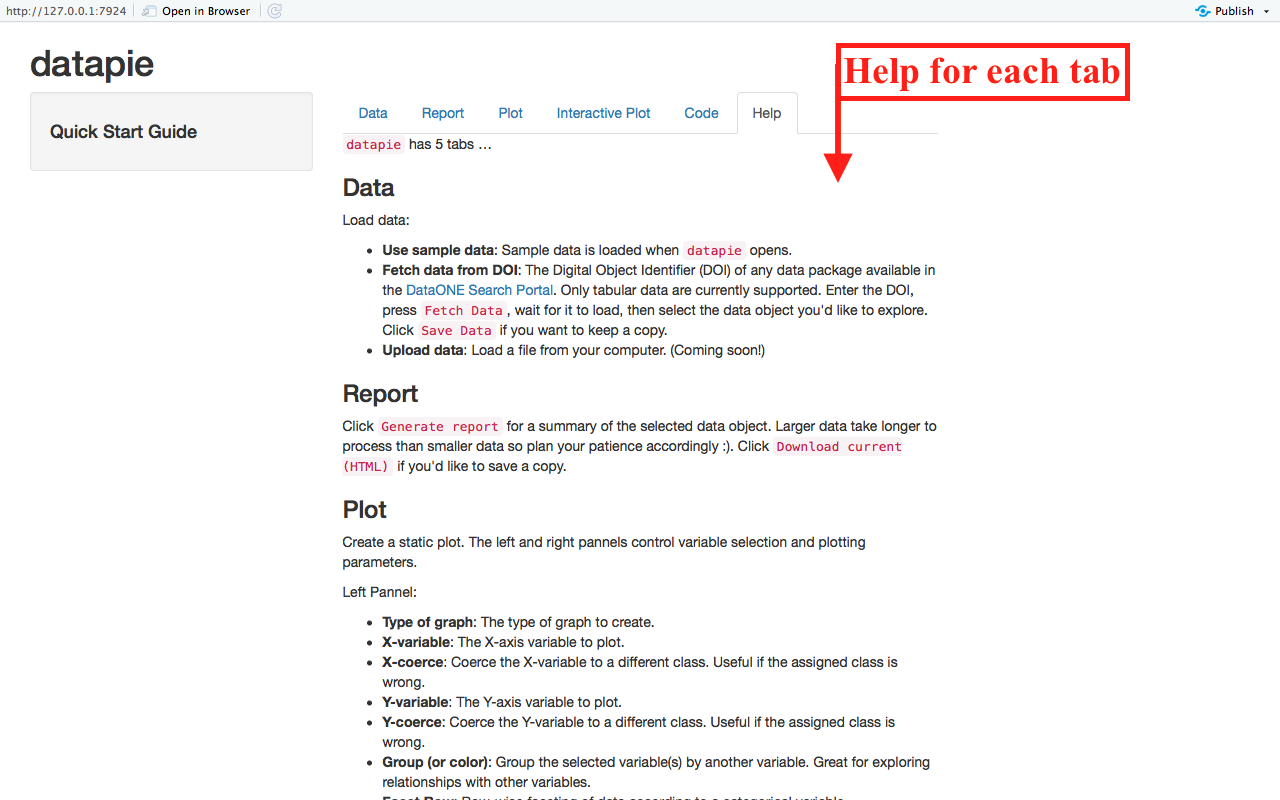 http://127.0.0.1:7924 Open in Browser Publish
datapie
Help for each tab
Quick Start Guide
Data Report Plot Interactive Plot Code Help
datapie has 5 tabs …
Data
Load data:
• Use sample data: Sample data is loaded when datapie opens.
• Fetch data from DOI: The Digital Object Identifier (DOI) of any data package available in
the DataONE Search Portal. Only tabular data are currently supported. Enter the DOI,
press Fetch Data, wait for it to load, then select the data object you'd like to explore.
Click Save Data if you want to keep a copy.
• Upload data: Load a file from your computer. (Coming soon!)
Report
Click Generate report for a summary of the selected data object. Larger data take longer to
process than smaller data so plan your patience accordingly :). Click Download current
(HTML) if you'd like to save a copy.
Plot
Create a static plot. The left and right pannels control variable selection and plotting
parameters.
Left Pannel:
• Type of graph: The type of graph to create.
• X-variable: The X-axis variable to plot.
• X-coerce: Coerce the X-variable to a different class. Useful if the assigned class is
wrong.
• Y-variable: The Y-axis variable to plot.
• Y-coerce: Coerce the Y-variable to a different class. Useful if the assigned class is
wrong.
• Group (or color): Group the selected variable(s) by another variable. Great for exploring
relationships with other variables.
• Facet Row: Row-wise faceting of data according to a categorical variable.